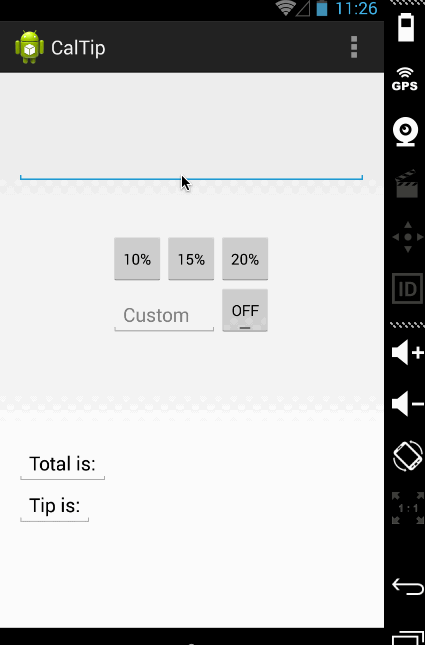 11:26
CalTip
GPS
10% 15% 20%
Custom OFF
ID
Total is:
Tip is:
1:1